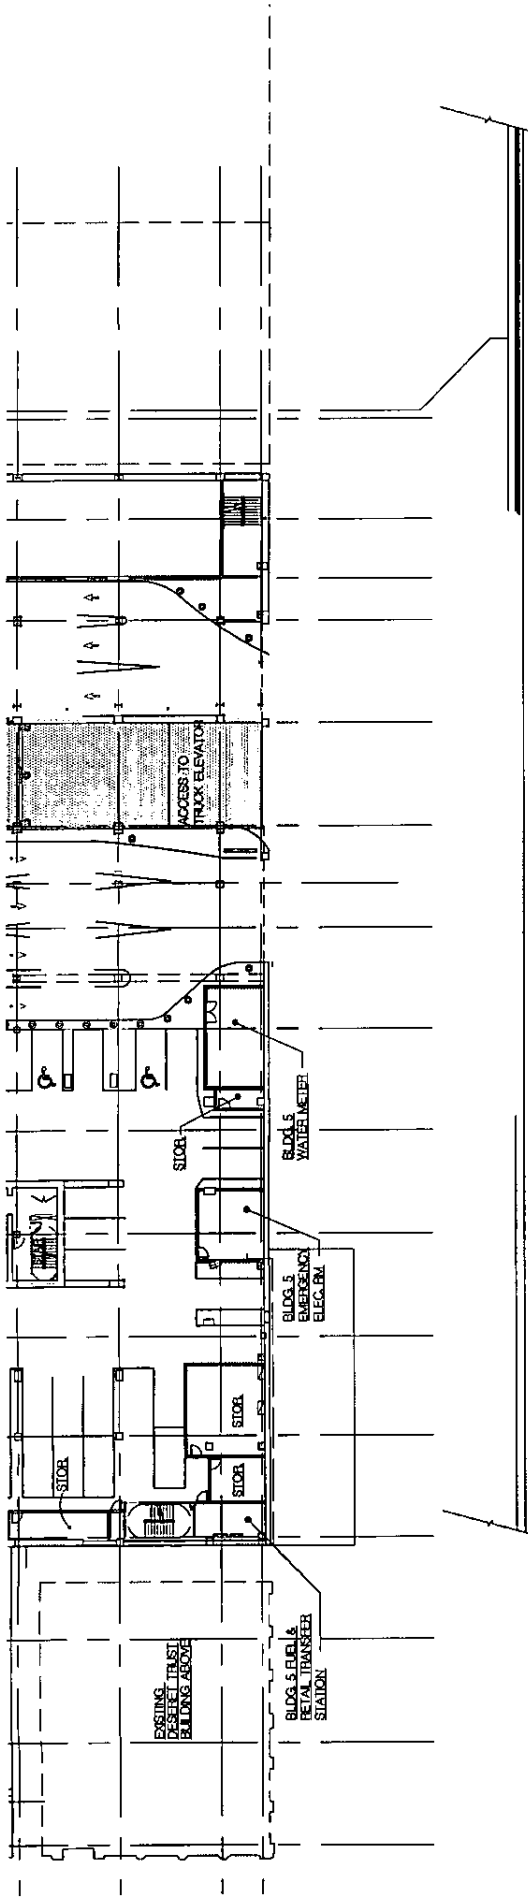 ACCESS TO
TRUCK ELEVATOR
STOR.
BLDG. 5
WATER METER
BLDG. 5
EMERGENCY
ELEC. RM
STOR.
STOR.
STOR.
EXISTING
DESERET TRUST
BUILDING ABOVE
BLDG. 5 FUEL &
RETAIL TRANSFER
STATION